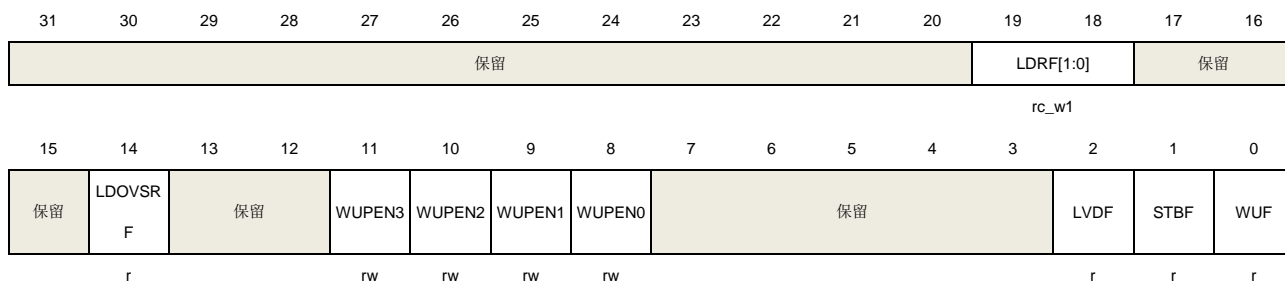 31 30 29 28 27 26 25 24 23 22 21 20 19 18 17 16
保留 LDRF[1:0] 保留
rc_w1
15 14 13 12 11 10 9 8 7 6 5 4 3 2 1 0
保留 LDOVSR
F 保留 WUPEN3 WUPEN2 WUPEN1 WUPEN0 保留 LVDF STBF WUF
r rw rw rw rw r r r